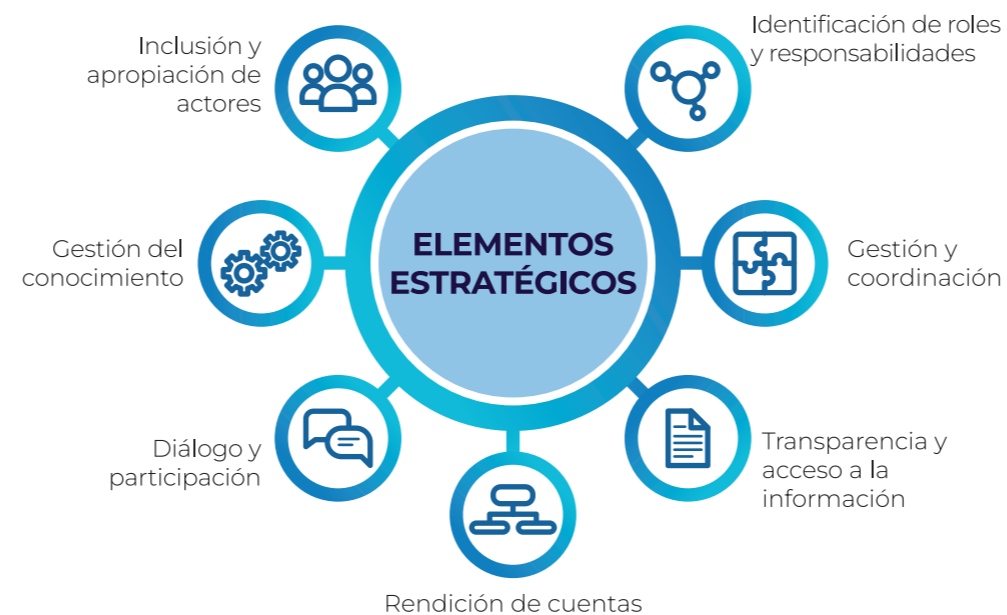 Inclusión y
apropiación de
actores
Identificación de roles
y responsabilidades
ELEMENTOS
ESTRATÉGICOS
Gestión del
conocimiento
Gestión y
coordinación
Diálogo y
participación
Transparencia y
acceso a la
información
Rendición de cuentas